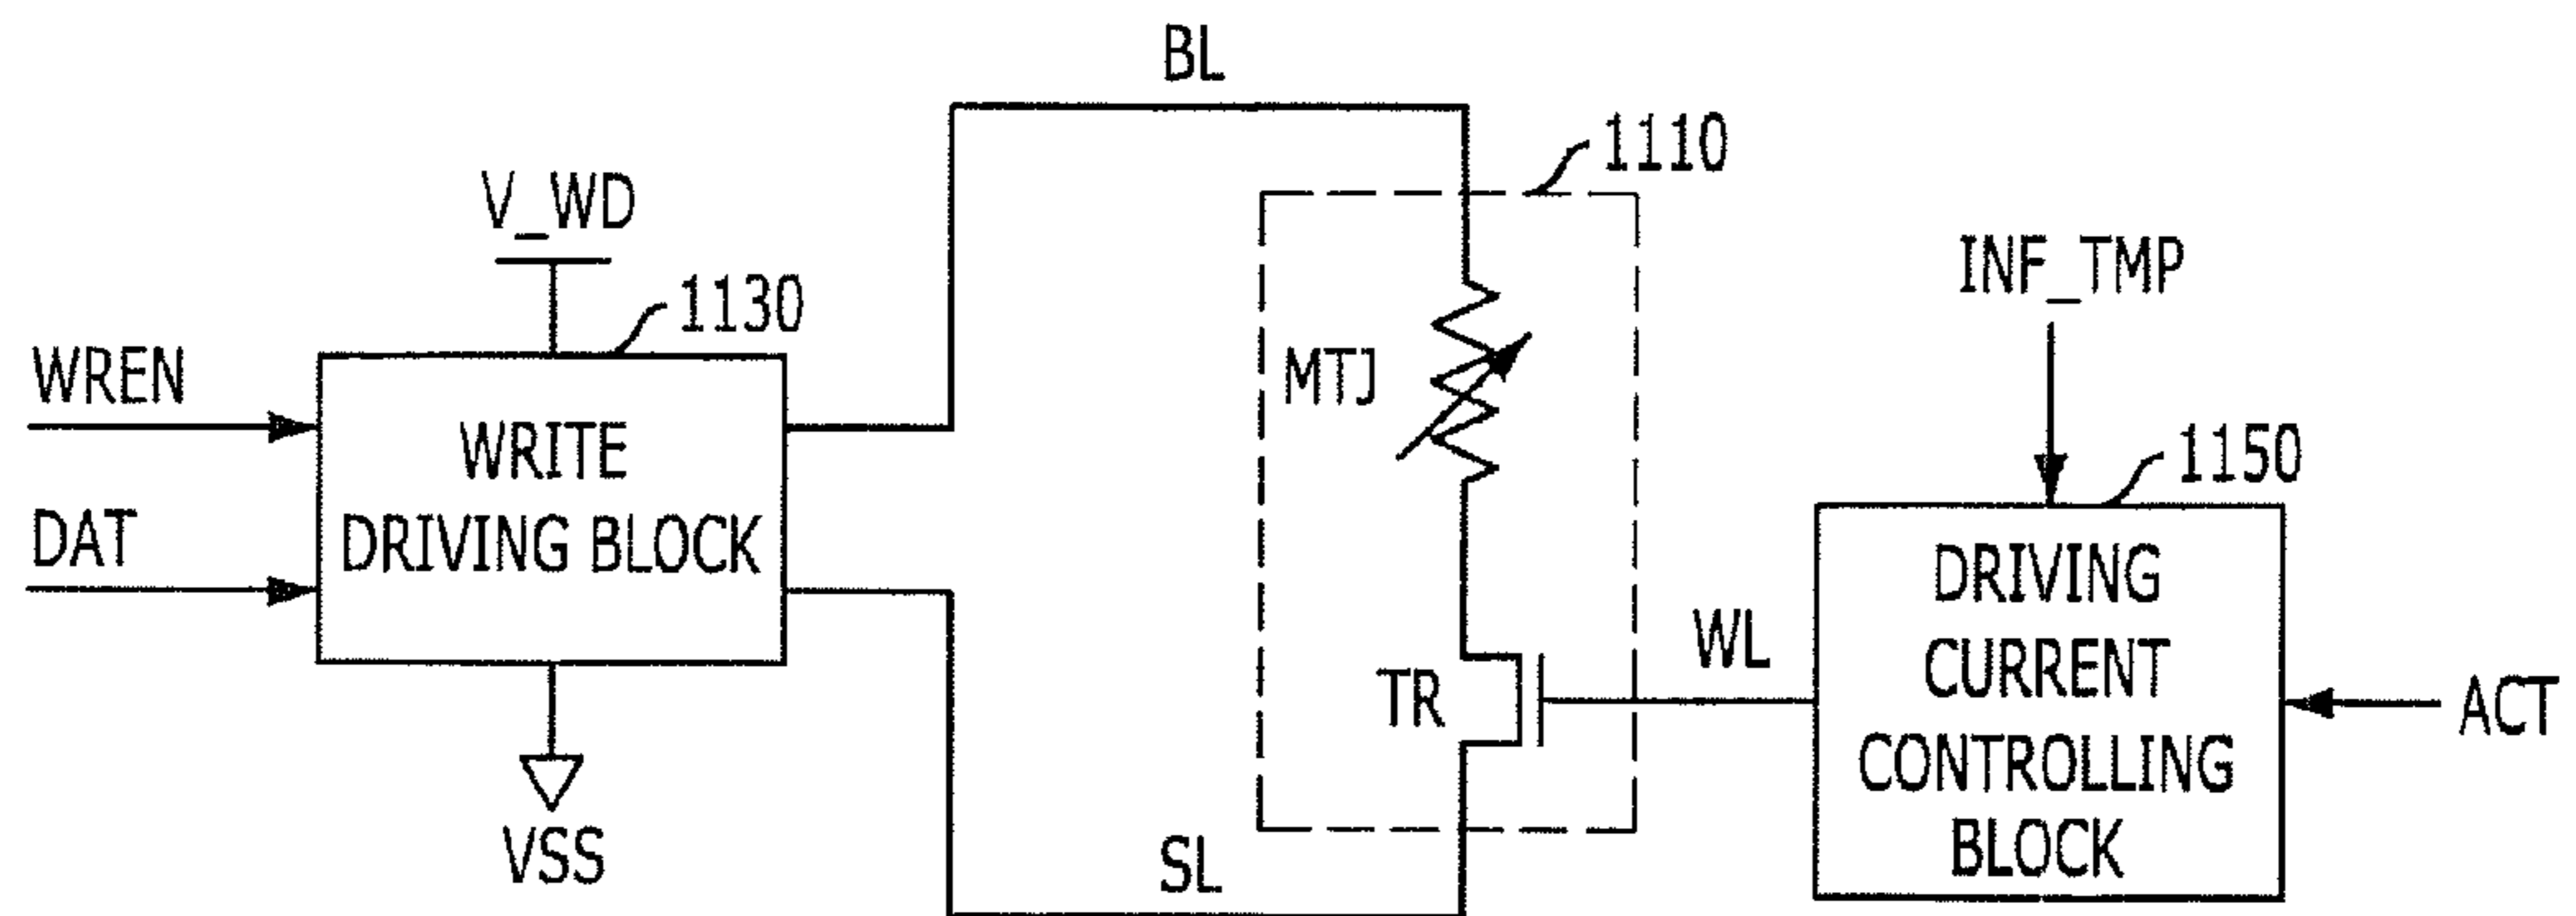 BL
1110
V_WD
INF_TMP
1130
WREN
MTJ
WRITE
DRIVING BLOCK
1150
DAT
DRIVING
CURRENT
CONTROLLING
BLOCK
WL
TR
ACT
VSS
SL